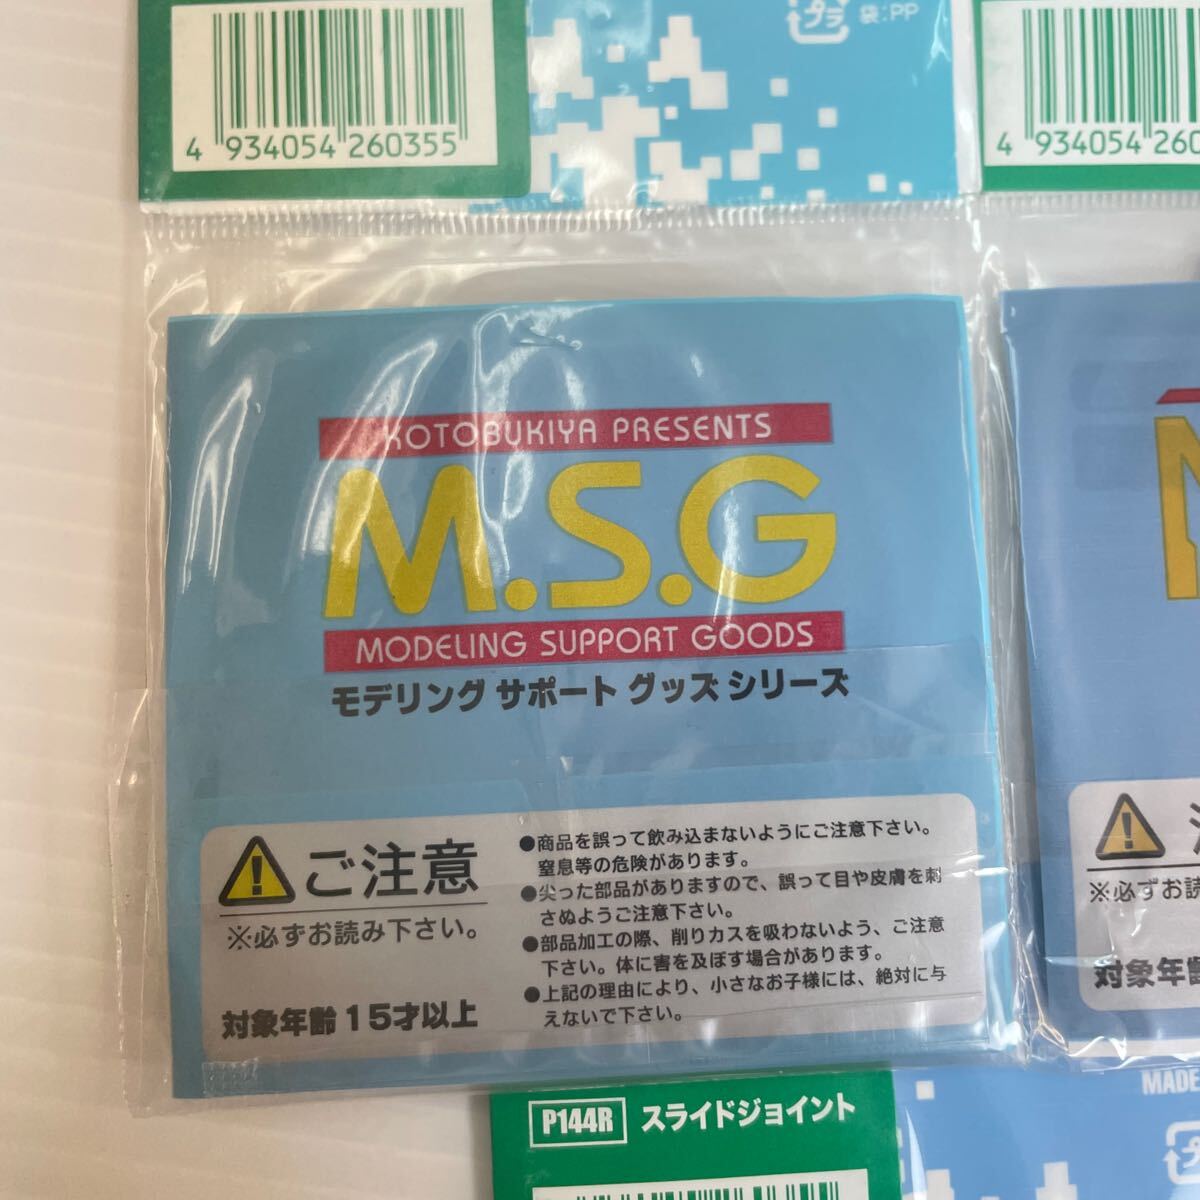 プラ 袋:PP
4 934054 260355
4 934054 260
KOTOBUKIYA PRESENTS
M.S.G
MODELING SUPPORT GOODS
モデリング サポート グッズ シリーズ
ご注意
※必ずお読み下さい。
対象年齢15才以上
●商品を誤って飲み込まないようにご注意下さい。
窒息等の危険があります。
●尖った部品がありますので、誤って目や皮膚を刺
さぬようご注意下さい。
●部品加工の際、削りカスを吸わないよう、ご注意
下さい。体に害を及ぼす場合があります。
●上記の理由により、小さなお子様には、絶対に与
えないで下さい。
※必ずお読
対象年齢
P144R スライドジョイント
MADE
プラ